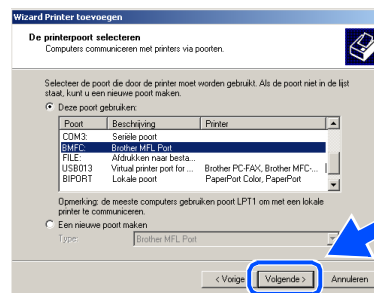 Wizard Printer toevoegen
De printerpoort selecteren
Computers communiceren met printers via
poorten.
Selecteer de poort die door de printer moet worden gebruikt. Als de poort niet in de lijst
staat, kunt u een nieuwe poort maken.
Deze poort gebruiken:
Poort Beschrijving Printer
COM3: Seriële poort
BMFC: Brother MFL Port
FILE: Afdrukken naar besta...
USB013 Virtual printer port for ... Brother PC-FAX, Brother MFC-...
BIPORT Lokale poort PaperPort Color, PaperPort
Opmerking: de meeste computers gebruiken poort LPT1 om met een lokale
printer te communiceren.
Een nieuwe poort maken
Type: Brother MFL Port
< Vorige Volgende > Annuleren